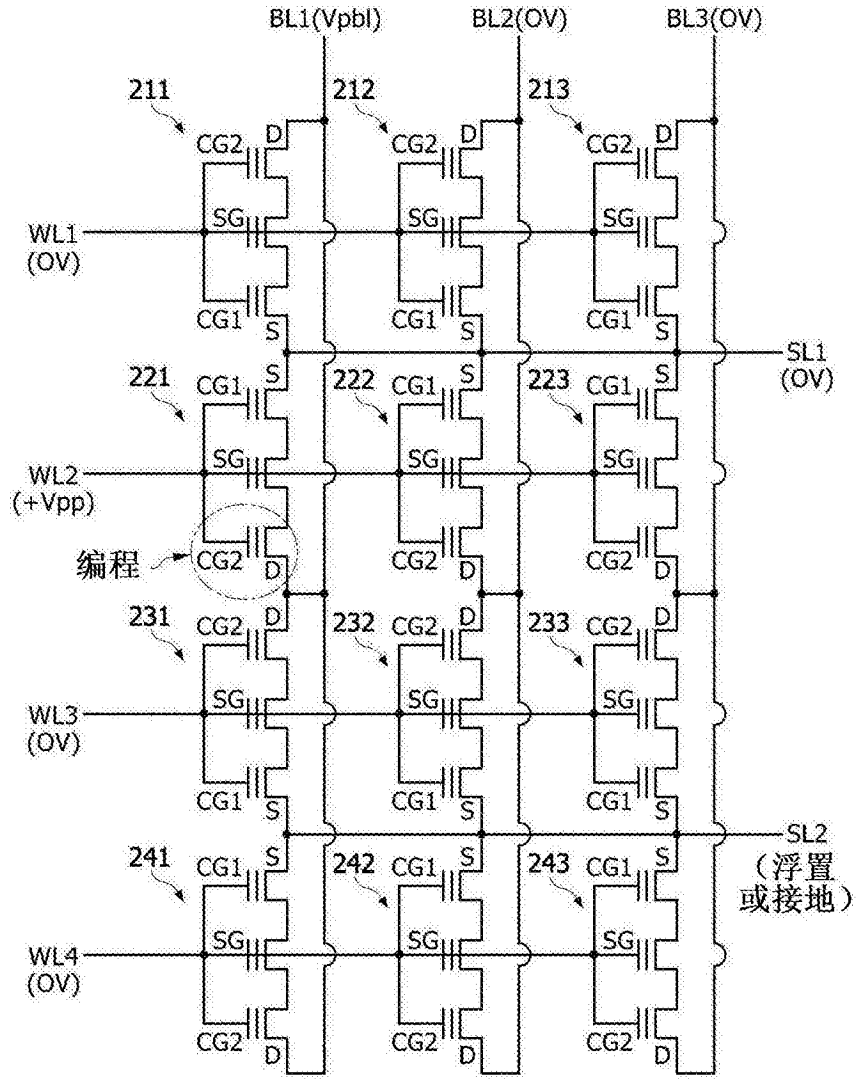 BL1(Vpbl) BL2(OV) BL3(OV)
211 212 213
D D D
CG2 CG2 CG2
SG SG SG
WL1
(OV)
CG1 CG1 CG1
S S S
SL1
(OV)
221 222 223
S S S
CG1 CG1 CG1
SG SG SG
WL2
(+Vpp)
编程
CG2 CG2 CG2
D D D
231 232 233
D D D
CG2 CG2 CG2
SG SG SG
WL3
(OV)
CG1 CG1 CG1
S S S
SL2
(浮置
或接地)
241 242 243
S S S
CG1 CG1 CG1
SG SG SG
WL4
(OV)
CG2 CG2 CG2
D D D